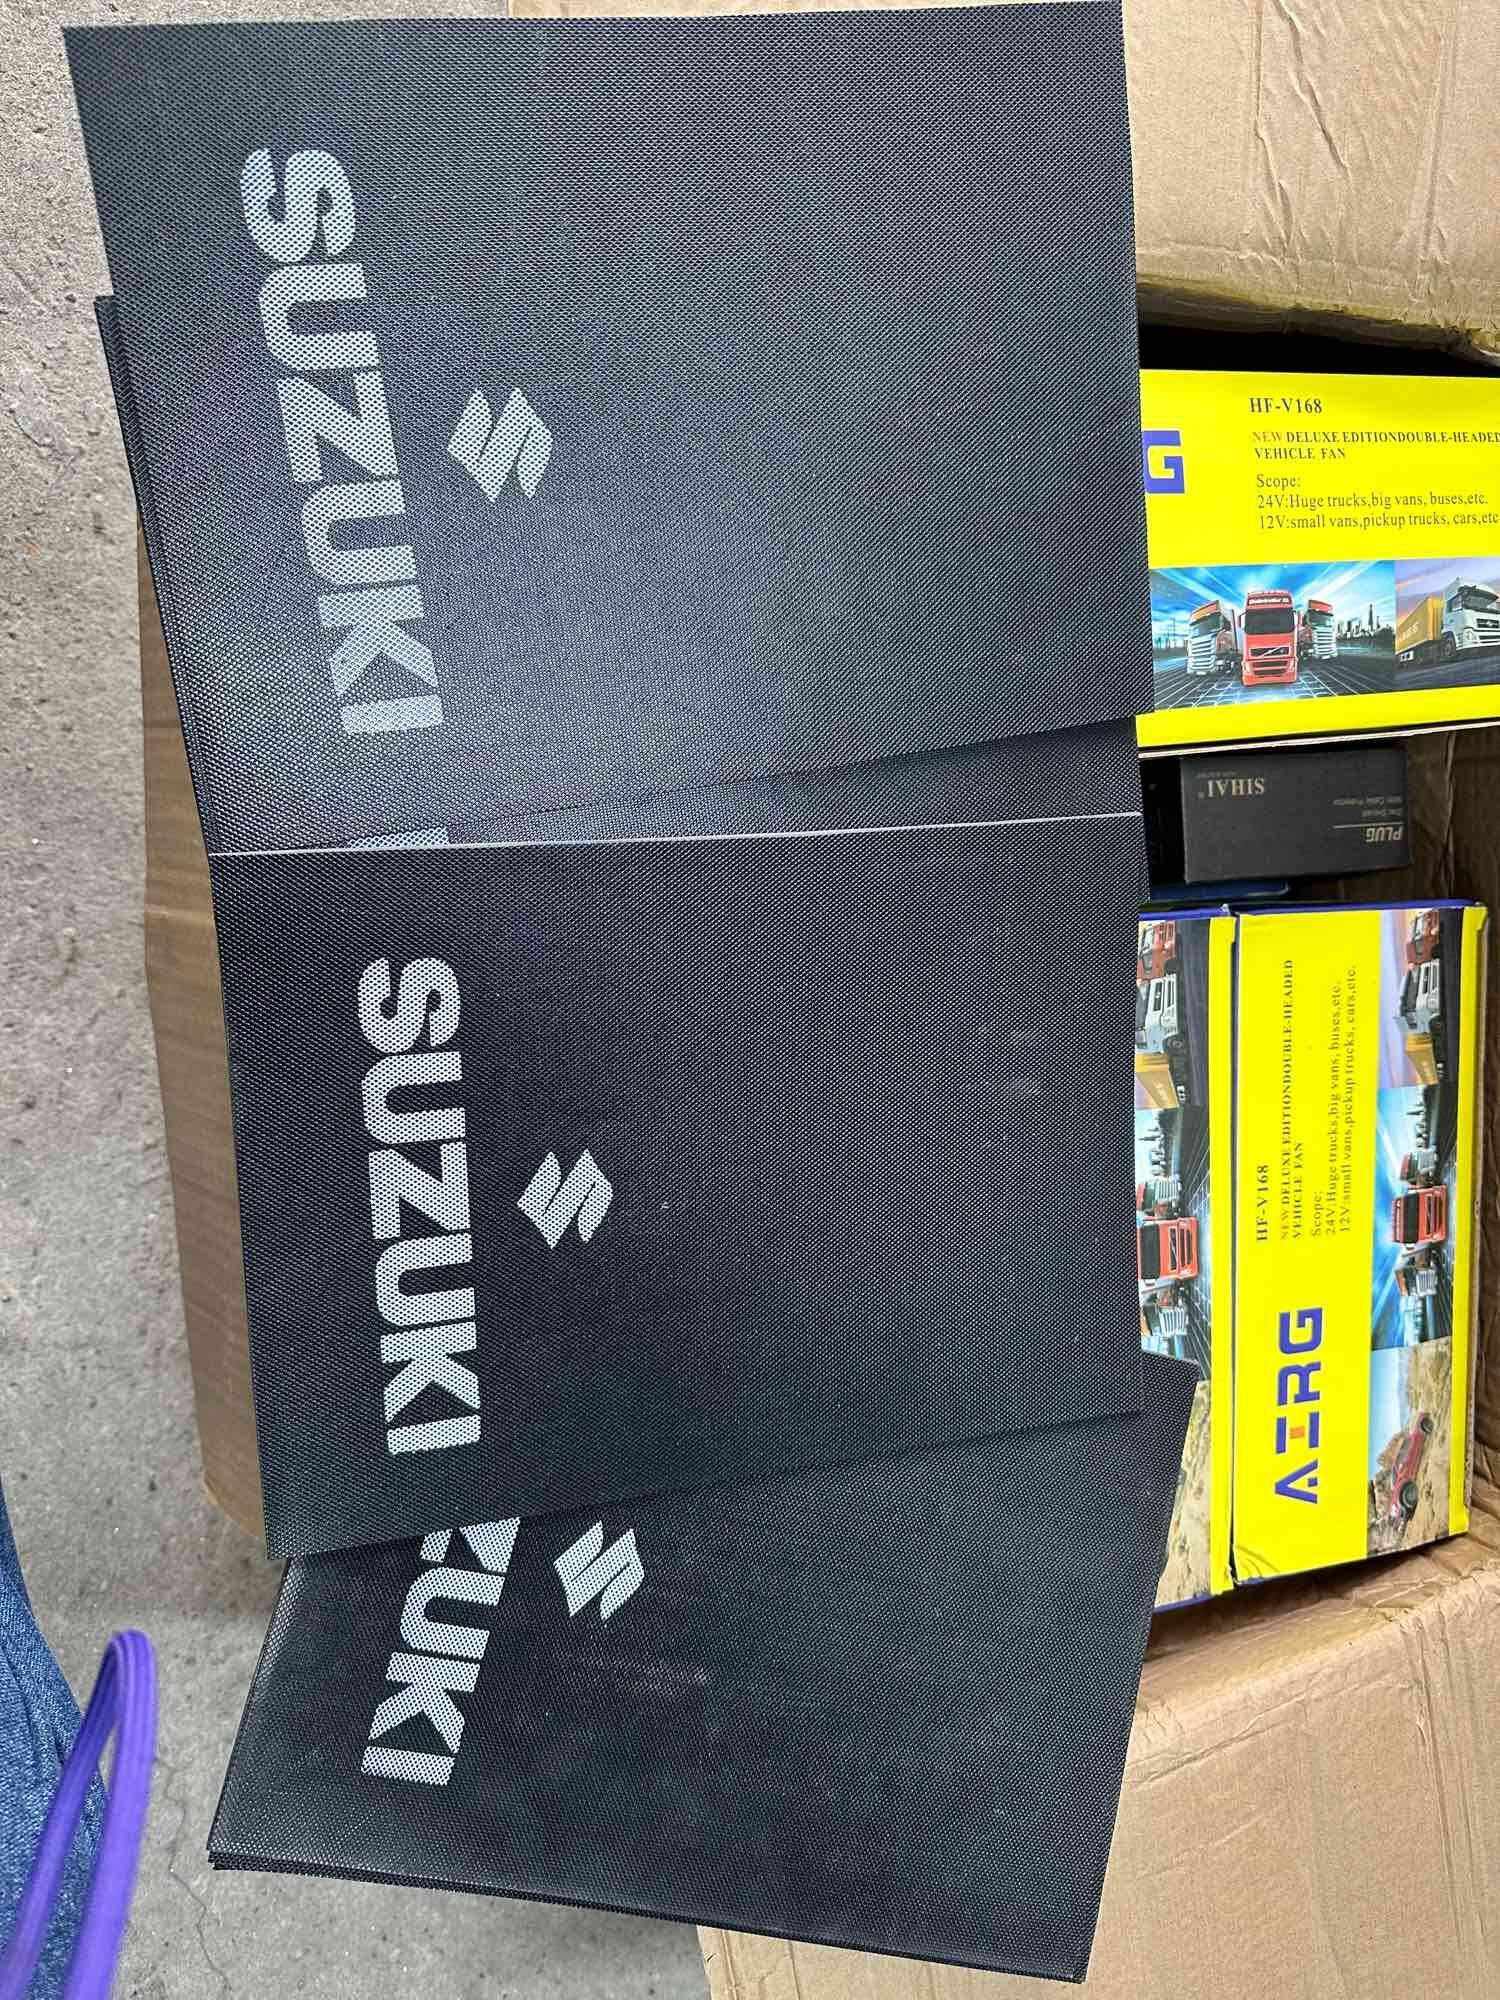 SUZUKI
SUZUKI
ZUKI
G
HF-V168
NEW DELUXE EDITIONDOUBLE-HEADED
VEHICLE FAN
Scope:
24V:Huge trucks,big vans, buses,etc.
12V:small vans,pickup trucks, cars,etc
SIHAI®
PLUG
HF-V168
NEW DELUXE EDITIONDOUBLE-HEADED
VEHICLE FAN
Scope:
24V:Huge trucks,big vans, buses,etc.
12V:small vans,pickup trucks, cars,etc.
AERG